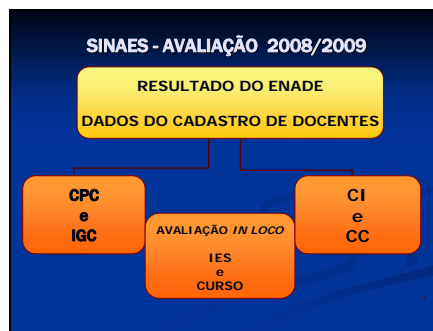 SINAES - AVALIAÇÃO 2008/2009
RESULTADO DO ENADE
DADOS DO CADASTRO DE DOCENTES
CPC
e
IGC
AVALIAÇÃO IN LOCO
IES
e
CURSO
CI
e
CC